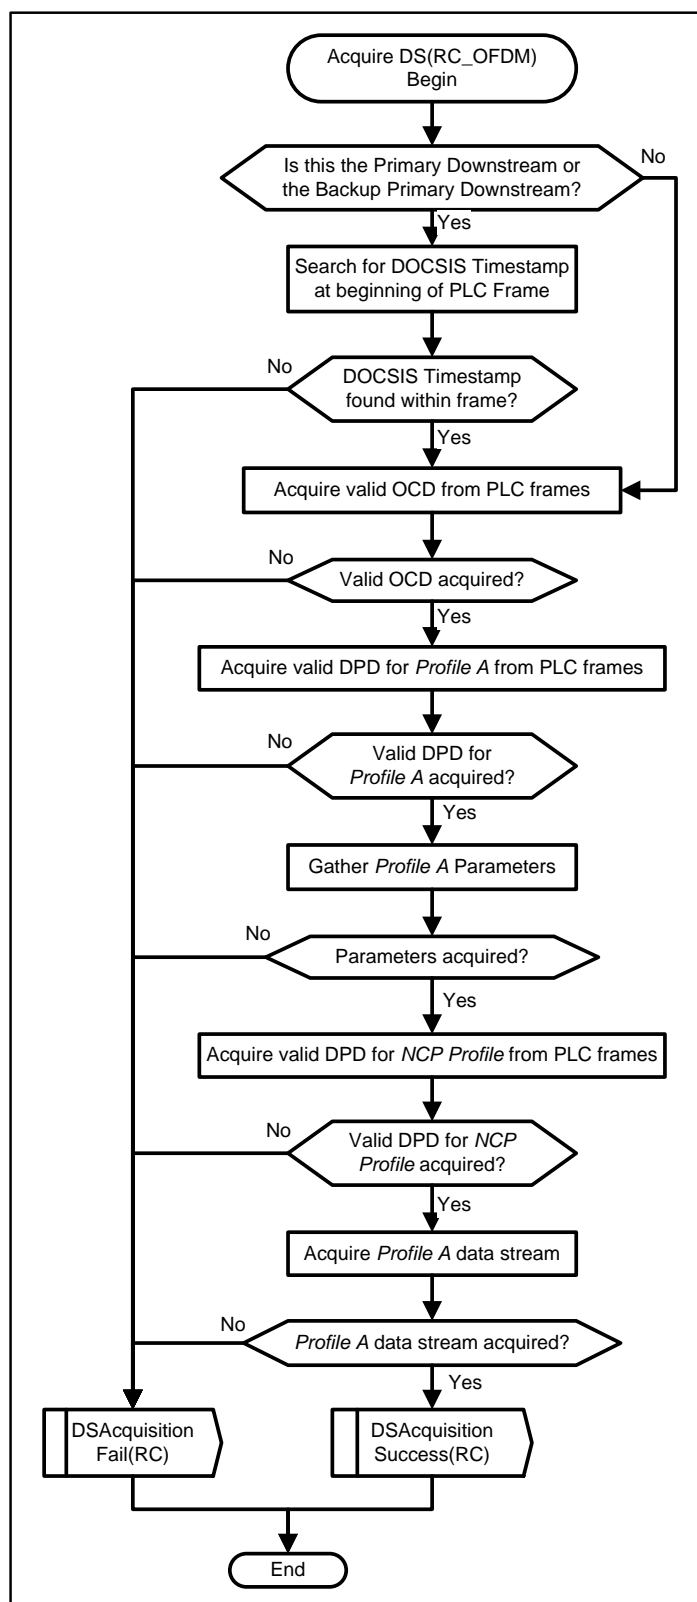 Acquire DS(RC_OFDM)
Begin
Is this the Primary Downstream or
the Backup Primary Downstream?
No
Yes
Search for DOCSIS Timestamp
at beginning of PLC Frame
No
DOCSIS Timestamp
found within frame?
Yes
Acquire valid OCD from PLC frames
No
Valid OCD acquired?
Yes
Acquire valid DPD for Profile A from PLC frames
No
Valid DPD for
Profile A acquired?
Yes
Gather Profile A Parameters
No
Parameters acquired?
Yes
Acquire valid DPD for NCP Profile from PLC frames
No
Valid DPD for NCP
Profile acquired?
Yes
Acquire Profile A data stream
No
Profile A data stream acquired?
Yes
DSAcquisition
Fail(RC)
DSAcquisition
Success(RC)
End